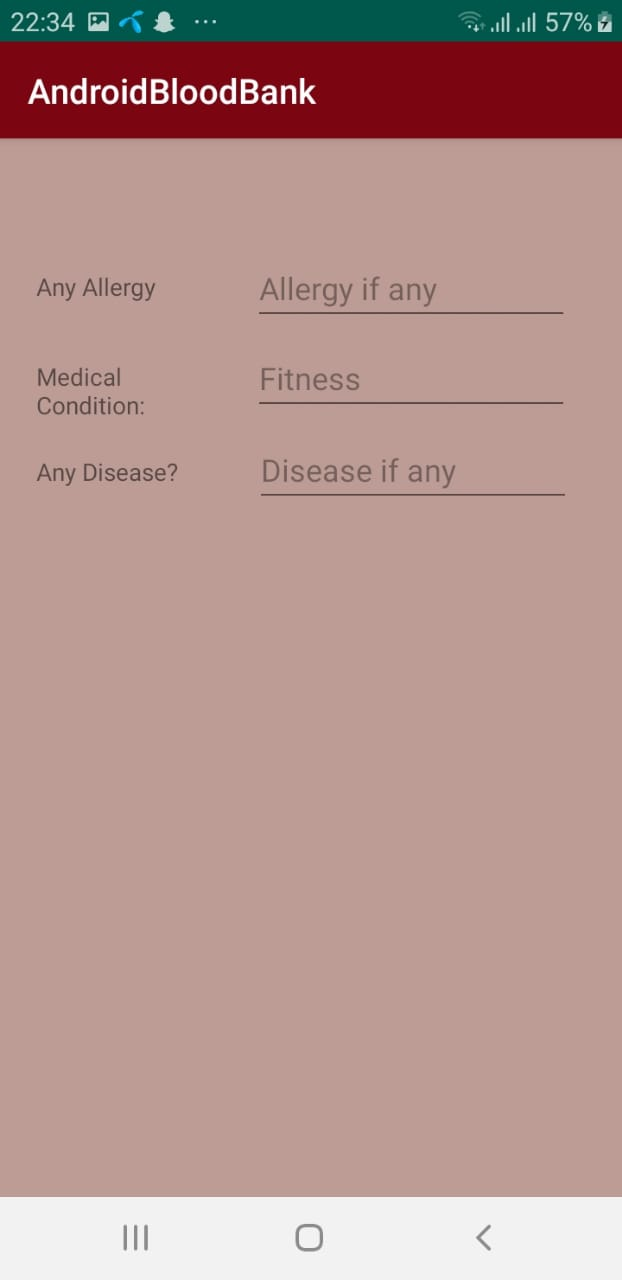 22:34 57%
AndroidBloodBank
Any Allergy Allergy if any
Medical Fitness
Condition:
Any Disease? Disease if any